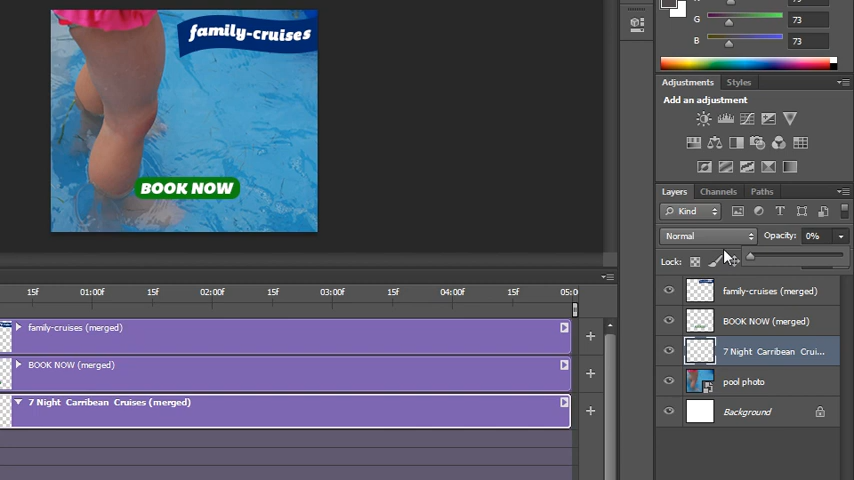 family-cruises
BOOK NOW
G 73
B 73
Adjustments Styles
Add an adjustment
Layers Channels Paths
Kind
Normal Opacity: 0%
Lock:
family-cruises (merged)
BOOK NOW (merged)
7 Night Carribean Crui...
pool photo
Background
15f 01:00f 15f 02:00f 15f 03:00f 15f 04:00f 15f 05:0
family-cruises (merged)
BOOK NOW (merged)
7 Night Carribean Cruises (merged)